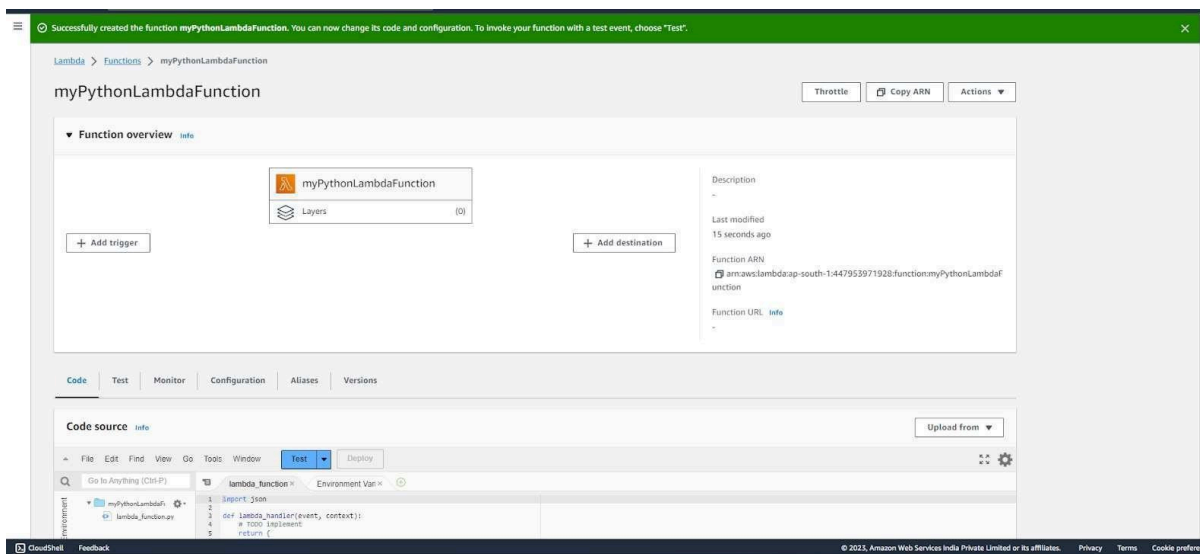 Successfully created the function myPythonLambdaFunction. You can now change its code and configuration. To invoke your function with a test event, choose "Test".
Lambda > Functions > myPythonLambdaFunction
myPythonLambdaFunction
Throttle
Copy ARN
Actions
Function overview Info
myPythonLambdaFunction
Layers (0)
+ Add trigger
+ Add destination
Description
-
Last modified
15 seconds ago
Function ARN
arn:aws:lambda:ap-south-1:447953971928:function:myPythonLambdaF
unction
Function URL Info
-
Code Test Monitor Configuration Aliases Versions
Code source Info
Upload from
File Edit Find View Go Tools Window Test Deploy
Go to Anything (Ctrl-P)
lambda_function × Environment Var ×
Environment
myPythonLambdaF
lambda_function.py
1 import json
2
3 def lambda_handler(event, context):
4 # TODO implement
5 return {
CloudShell Feedback © 2023, Amazon Web Services India Private Limited or its affiliates. Privacy Terms Cookie prefere